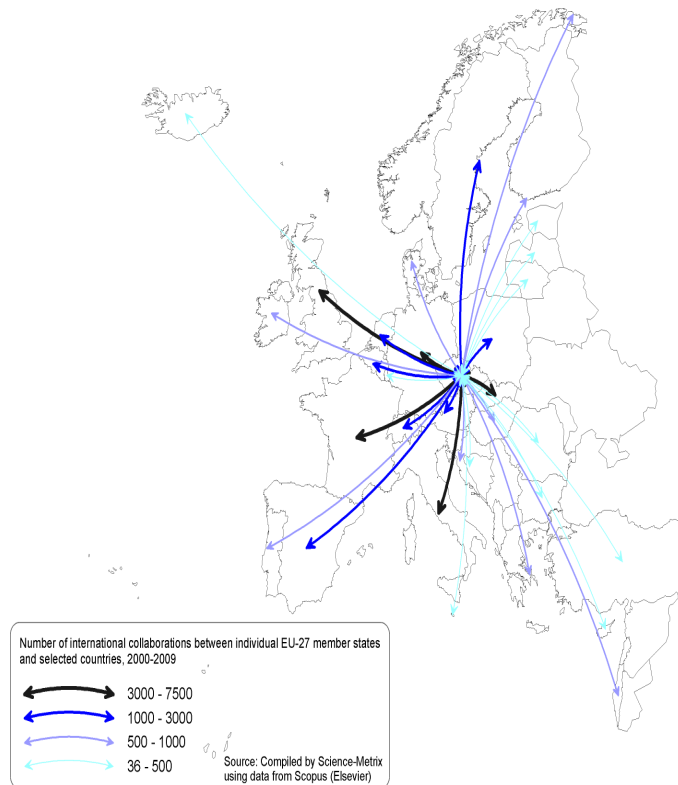 Number of international collaborations between individual EU-27 member states
and selected countries, 2000-2009
3000 - 7500
1000 - 3000
500 - 1000
36 - 500
Source: Compiled by Science-Metrix
using data from Scopus (Elsevier)